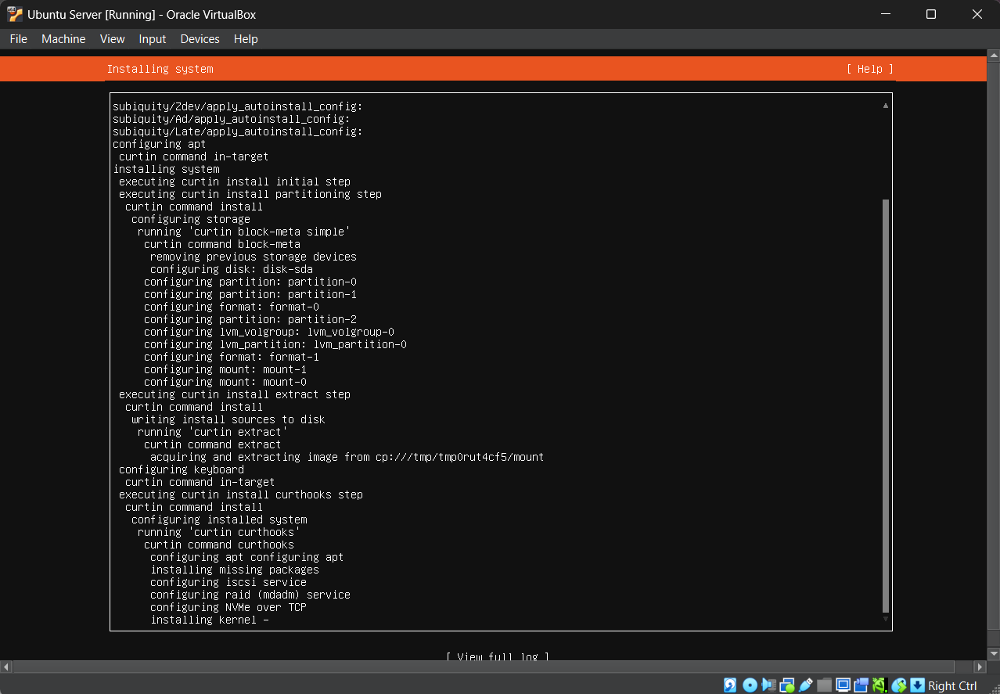 Ubuntu Server [Running] - Oracle VirtualBox
File Machine View Input Devices Help
Installing system [ Help ]
subiquity/Zdev/apply_autoinstall_config:
subiquity/Ad/apply_autoinstall_config:
subiquity/Late/apply_autoinstall_config:
configuring apt
curtin command in-target
installing system
executing curtin install initial step
executing curtin install partitioning step
curtin command install
configuring storage
running 'curtin block-meta simple'
curtin command block-meta
removing previous storage devices
configuring disk: disk-sda
configuring partition: partition-0
configuring partition: partition-1
configuring format: format-0
configuring partition: partition-2
configuring lvm_volgroup: lvm_volgroup-0
configuring lvm_partition: lvm_partition-0
configuring format: format-1
configuring mount: mount-1
configuring mount: mount-0
executing curtin install extract step
curtin command install
writing install sources to disk
running 'curtin extract'
curtin command extract
acquiring and extracting image from cp:///tmp/tmp0rut4cf5/mount
configuring keyboard
curtin command in-target
executing curtin install curthooks step
curtin command install
configuring installed system
running 'curtin curthooks'
curtin command curthooks
configuring apt configuring apt
installing missing packages
configuring iscsi service
configuring raid (mdadm) service
configuring NVMe over TCP
installing kernel -
[ View full log ]
Right Ctrl